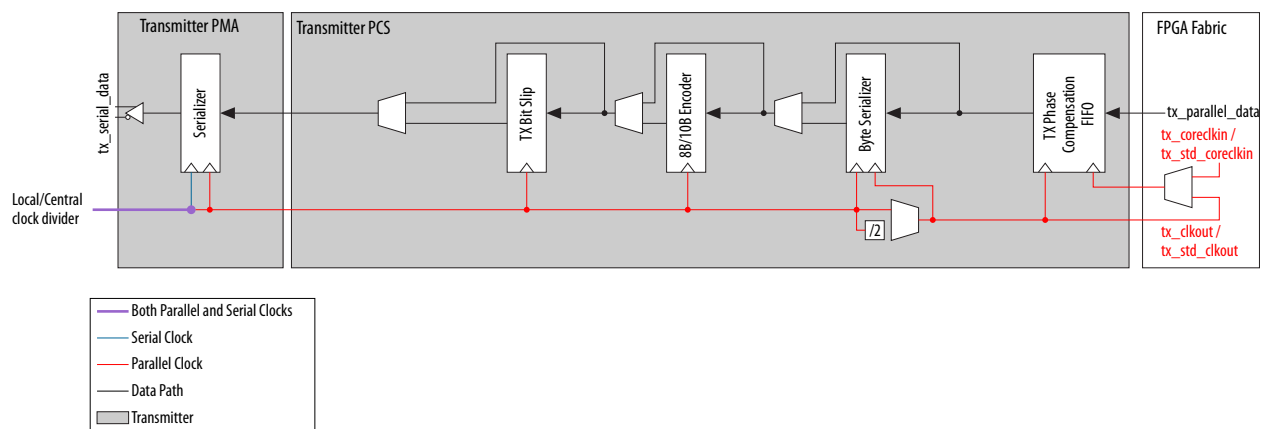 Transmitter PMA
Transmitter PCS
FPGA Fabric
tx_serial_data
Serializer
TX Bit Slip
8B/10B Encoder
Byte Serializer
TX Phase
Compensation
FIFO
tx_parallel_data
tx_coreclkin /
tx_std_coreclkin
Local/Central
clock divider
/2
tx_clkout /
tx_std_clkout
Both Parallel and Serial Clocks
Serial Clock
Parallel Clock
Data Path
Transmitter